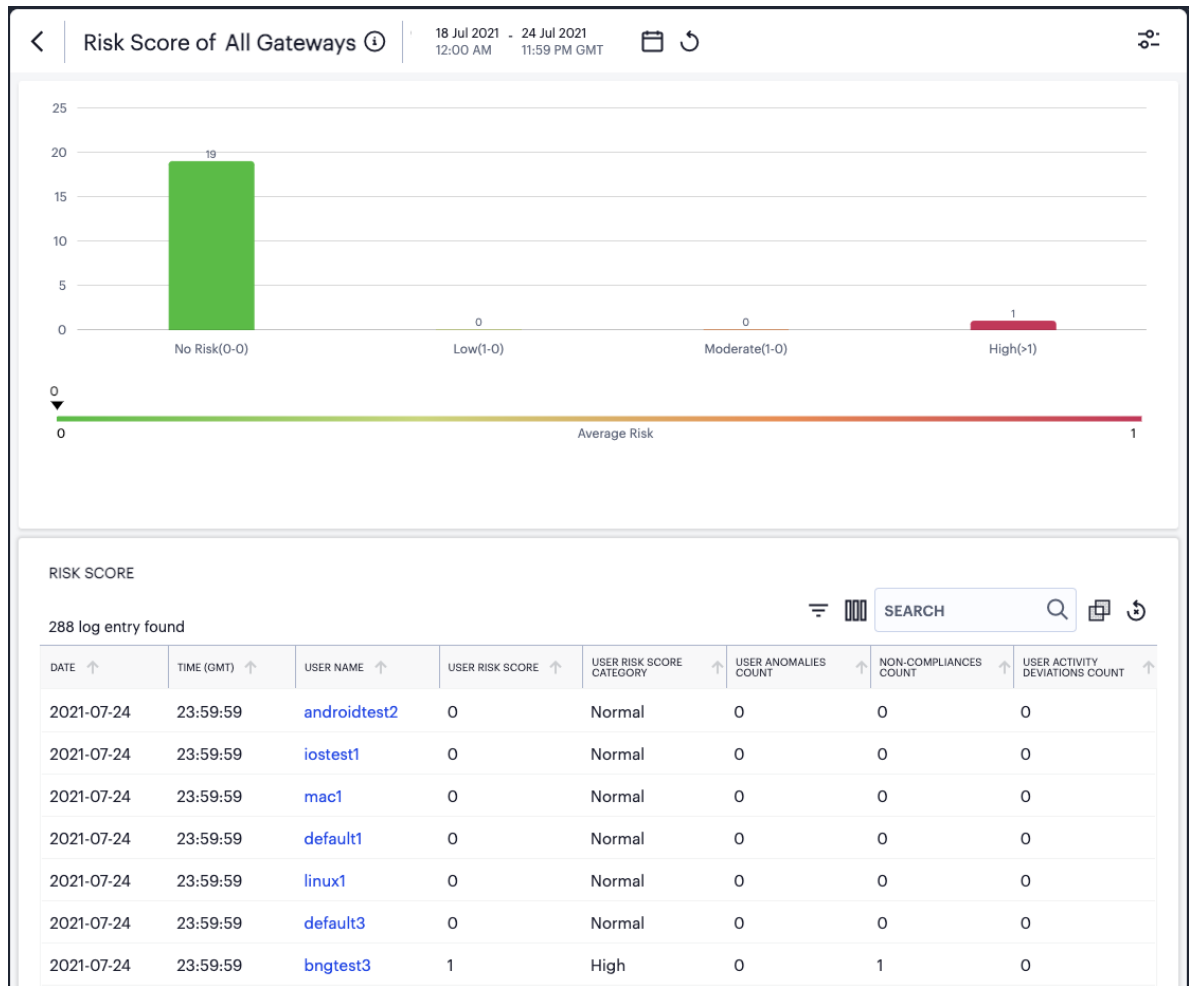 Risk Score of All Gateways
18 Jul 2021 - 24 Jul 2021
12:00 AM 11:59 PM GMT
25
20
19
15
10
5
0
0
0
1
No Risk(0-0) Low(1-0) Moderate(1-0) High(>1)
0
0 Average Risk 1
RISK SCORE
SEARCH
288 log entry found
DATE TIME (GMT) USER NAME USER RISK SCORE USER RISK SCORE CATEGORY USER ANOMALIES COUNT NON-COMPLIANCES COUNT USER ACTIVITY DEVIATIONS COUNT
2021-07-24 23:59:59 androidtest2 0 Normal 0 0 0
2021-07-24 23:59:59 iostest1 0 Normal 0 0 0
2021-07-24 23:59:59 mac1 0 Normal 0 0 0
2021-07-24 23:59:59 default1 0 Normal 0 0 0
2021-07-24 23:59:59 linux1 0 Normal 0 0 0
2021-07-24 23:59:59 default3 0 Normal 0 0 0
2021-07-24 23:59:59 bngtest3 1 High 0 1 0